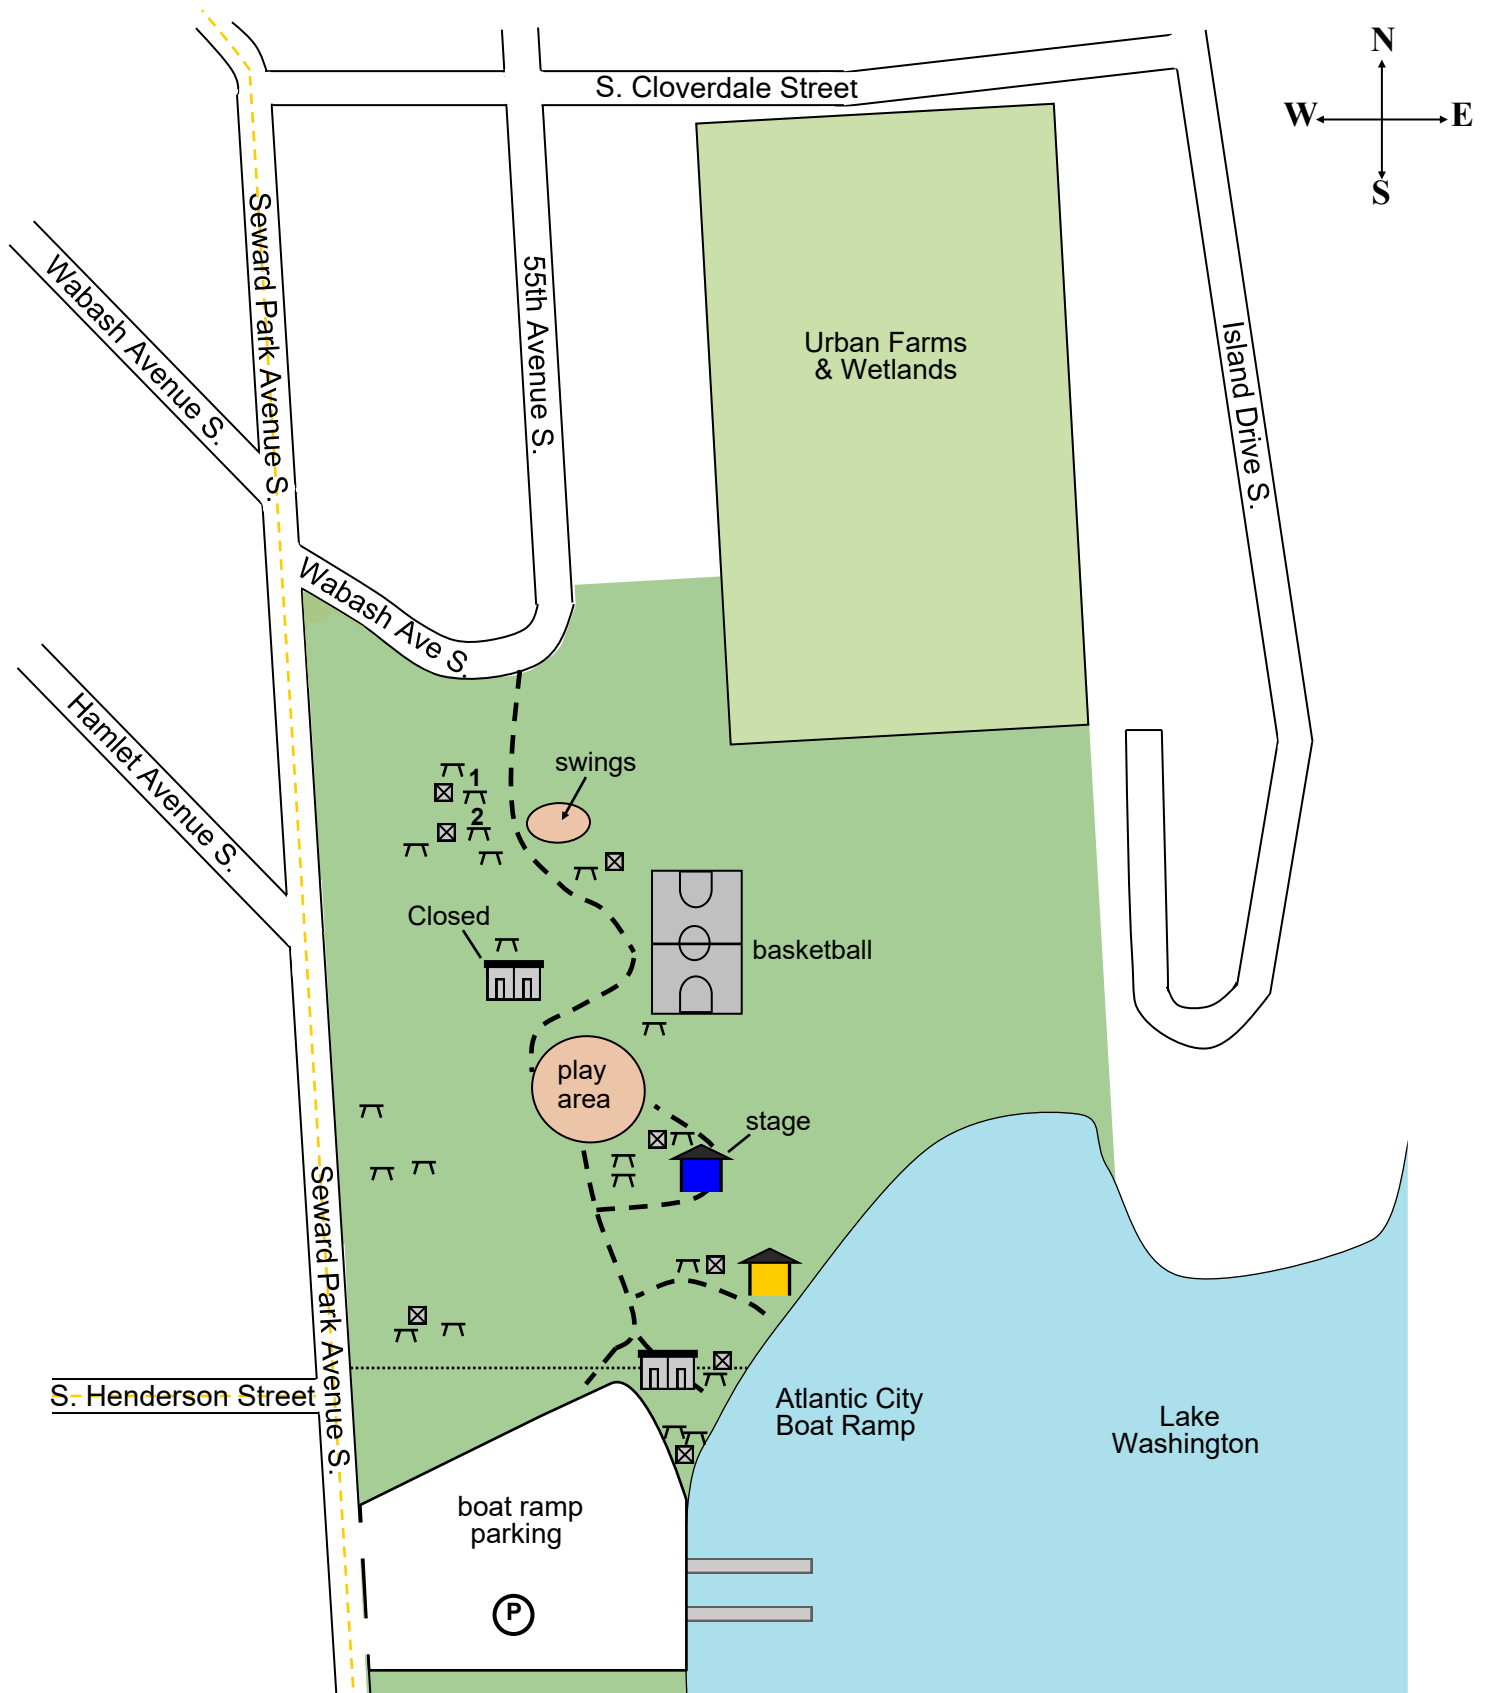 N
S. Cloverdale Street
W
E
S
Seward Park Avenue S.
Wabash Avenue S.
55th Avenue S.
Urban Farms
& Wetlands
Island Drive S.
Wabash Ave S.
Hamlet Avenue S.
swings
1
2
Closed
basketball
play
area
stage
Seward Park Avenue S.
S. Henderson Street
Atlantic City
Boat Ramp
Lake
Washington
boat ramp
parking
P